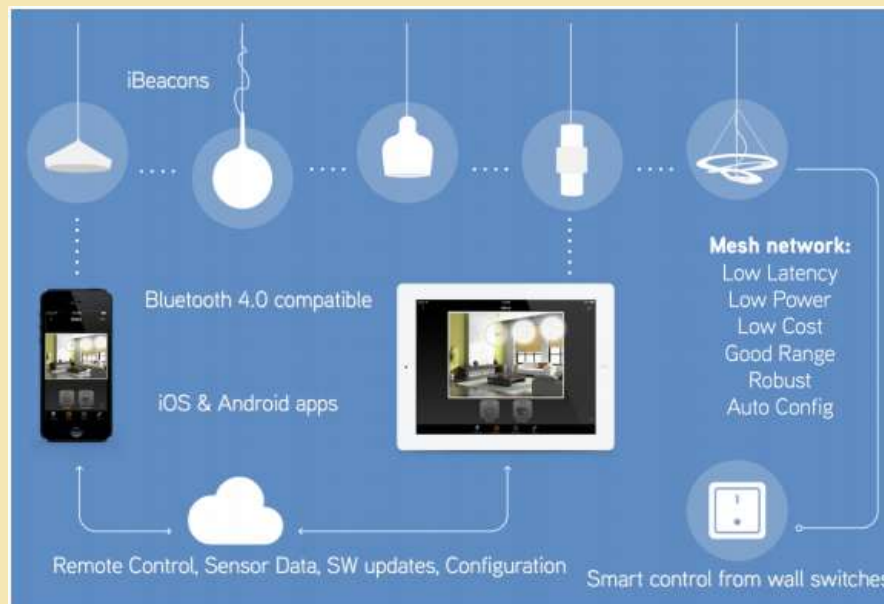 iBeacons
Mesh network:
Low Latency
Low Power
Low Cost
Good Range
Robust
Auto Config
Bluetooth 4.0 compatible
iOS & Android apps
Remote Control, Sensor Data, SW updates, Configuration
Smart control from wall switches